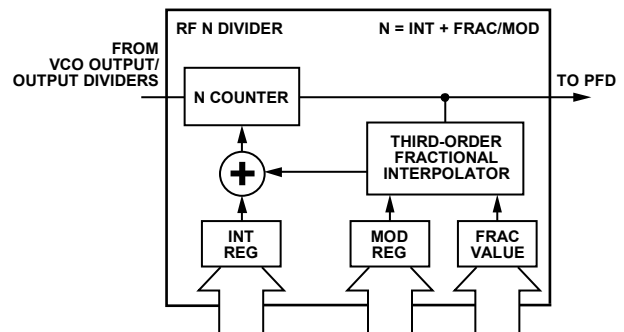 RF N DIVIDER
N = INT + FRAC/MOD
FROM
VCO OUTPUT/
OUTPUT DIVIDERS
N COUNTER
TO PFD
THIRD-ORDER
FRACTIONAL
INTERPOLATOR
+
INT
REG
MOD
REG
FRAC
VALUE